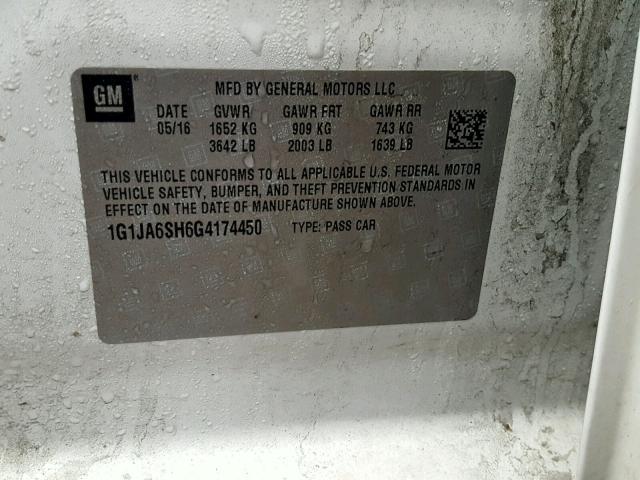 GM ®
MFD BY GENERAL MOTORS LLC
DATE GVWR GAWR FRT GAWR RR
05/16 1652 KG 909 KG 743 KG
3642 LB 2003 LB 1639 LB
THIS VEHICLE CONFORMS TO ALL APPLICABLE U.S. FEDERAL MOTOR
VEHICLE SAFETY, BUMPER, AND THEFT PREVENTION STANDARDS IN
EFFECT ON THE DATE OF MANUFACTURE SHOWN ABOVE.
1G1JA6SH6G4174450 TYPE: PASS CAR